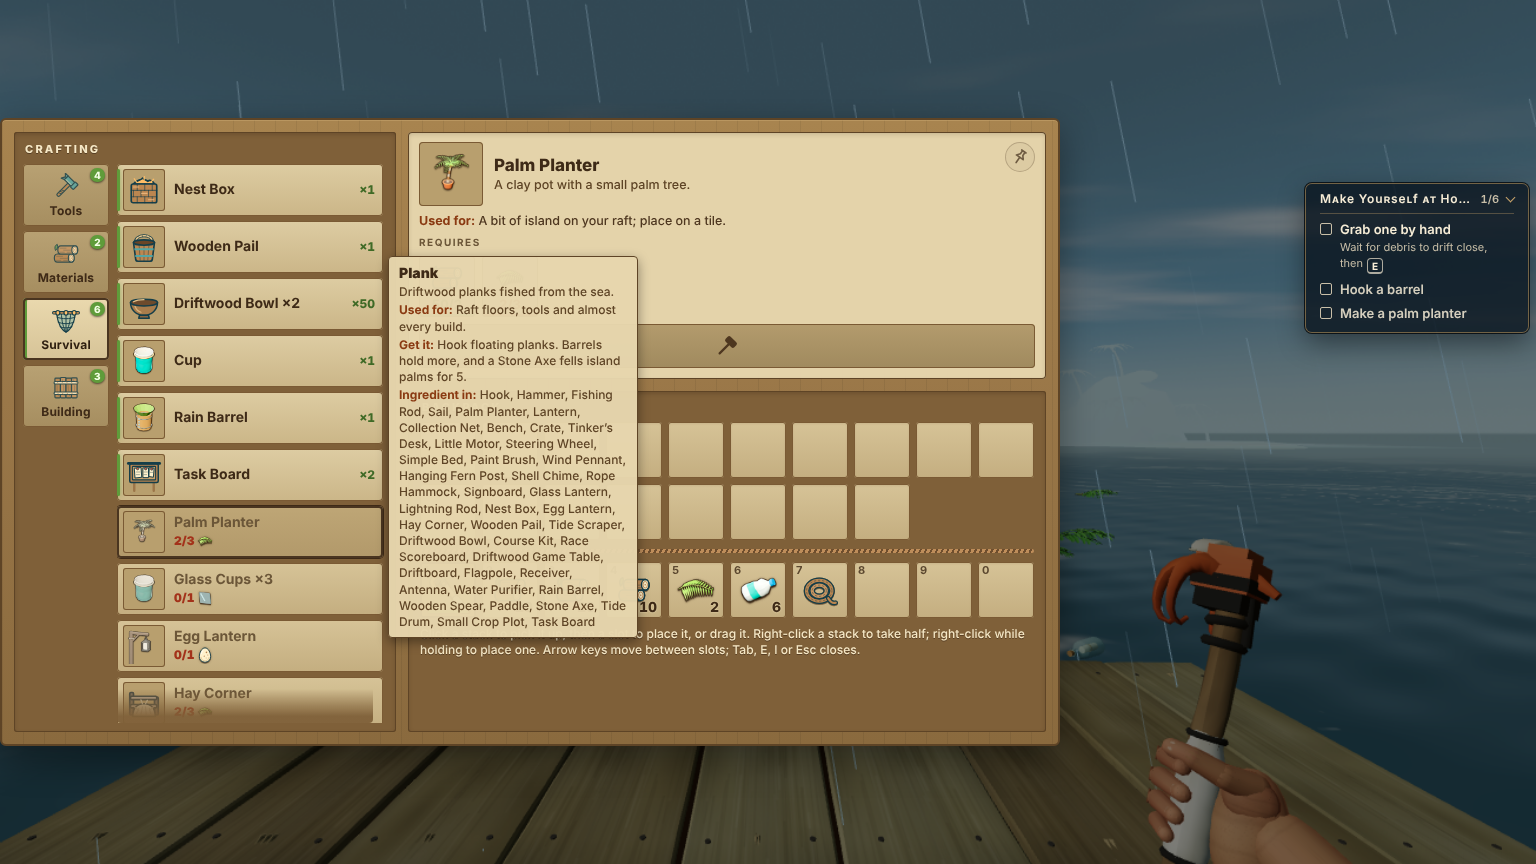 CRAFTING
4
Tools
2
Materials
6
Survival
3
Building
Nest Box
×1
Wooden Pail
×1
Driftwood Bowl ×2
×50
Cup
×1
Rain Barrel
×1
Task Board
×2
Palm Planter
2/3
Glass Cups ×3
0/1
Egg Lantern
0/1
Hay Corner
2/3
Palm Planter
A clay pot with a small palm tree.
Used for: A bit of island on your raft; place on a tile.
REQUIRES
Plank
Driftwood planks fished from the sea.
Used for: Raft floors, tools and almost
every build.
Get it: Hook floating planks. Barrels
hold more, and a Stone Axe fells island
palms for 5.
Ingredient in: Hook, Hammer, Fishing
Rod, Sail, Palm Planter, Lantern,
Collection Net, Bench, Crate, Tinker's
Desk, Little Motor, Steering Wheel,
Simple Bed, Paint Brush, Wind Pennant,
Hanging Fern Post, Shell Chime, Rope
Hammock, Signboard, Glass Lantern,
Lightning Rod, Nest Box, Egg Lantern,
Hay Corner, Wooden Pail, Tide Scraper,
Driftwood Bowl, Course Kit, Race
Scoreboard, Driftwood Game Table,
Driftboard, Flagpole, Receiver,
Antenna, Water Purifier, Rain Barrel,
Wooden Spear, Paddle, Stone Axe, Tide
Drum, Small Crop Plot, Task Board
10
5
2
6
6
7
8
9
0
to place it, or drag it. Right-click a stack to take half; right-click while
holding to place one. Arrow keys move between slots; Tab, E, I or Esc closes.
Make Yourself at Ho... 1/6
Grab one by hand
Wait for debris to drift close,
then E
Hook a barrel
Make a palm planter